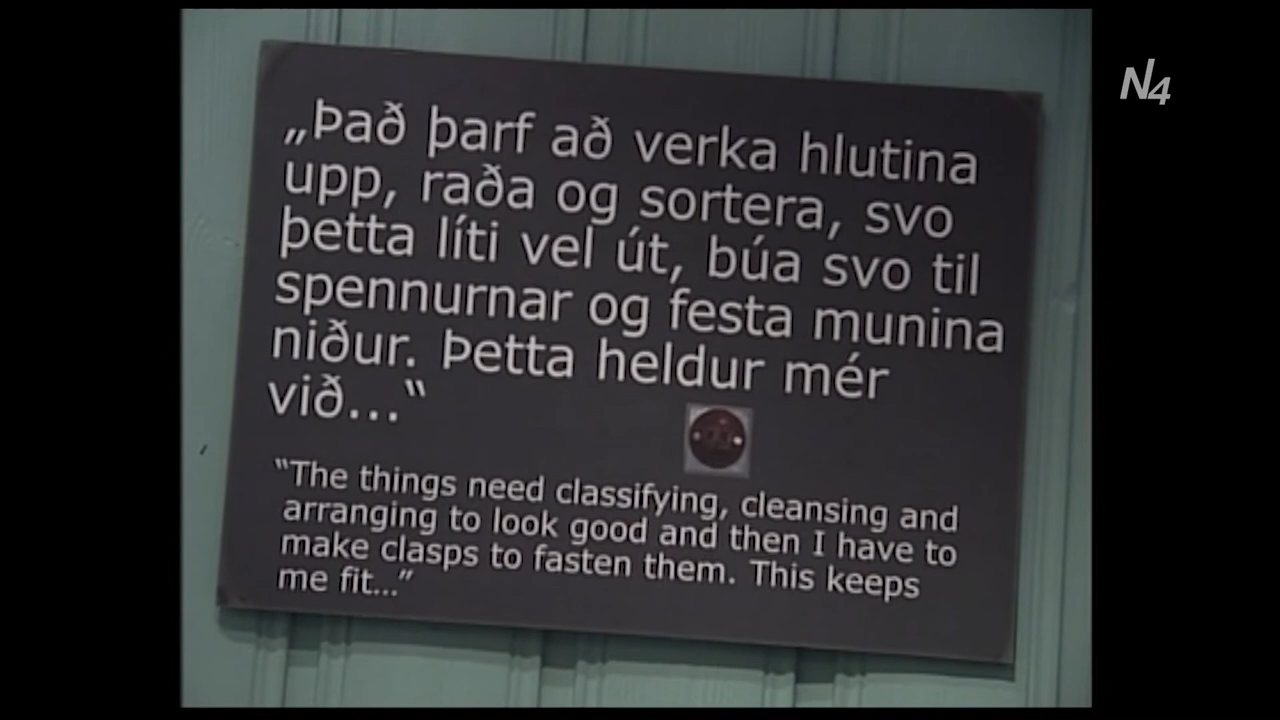 N4
„Það þarf að verka hlutina
upp, raða og sortera, svo
þetta líti vel út, búa svo til
spennurnar og festa munina
niður. Þetta heldur mér
við...“
“The things need classifying, cleansing and
arranging to look good and then I have to
make clasps to fasten them. This keeps
me fit…”